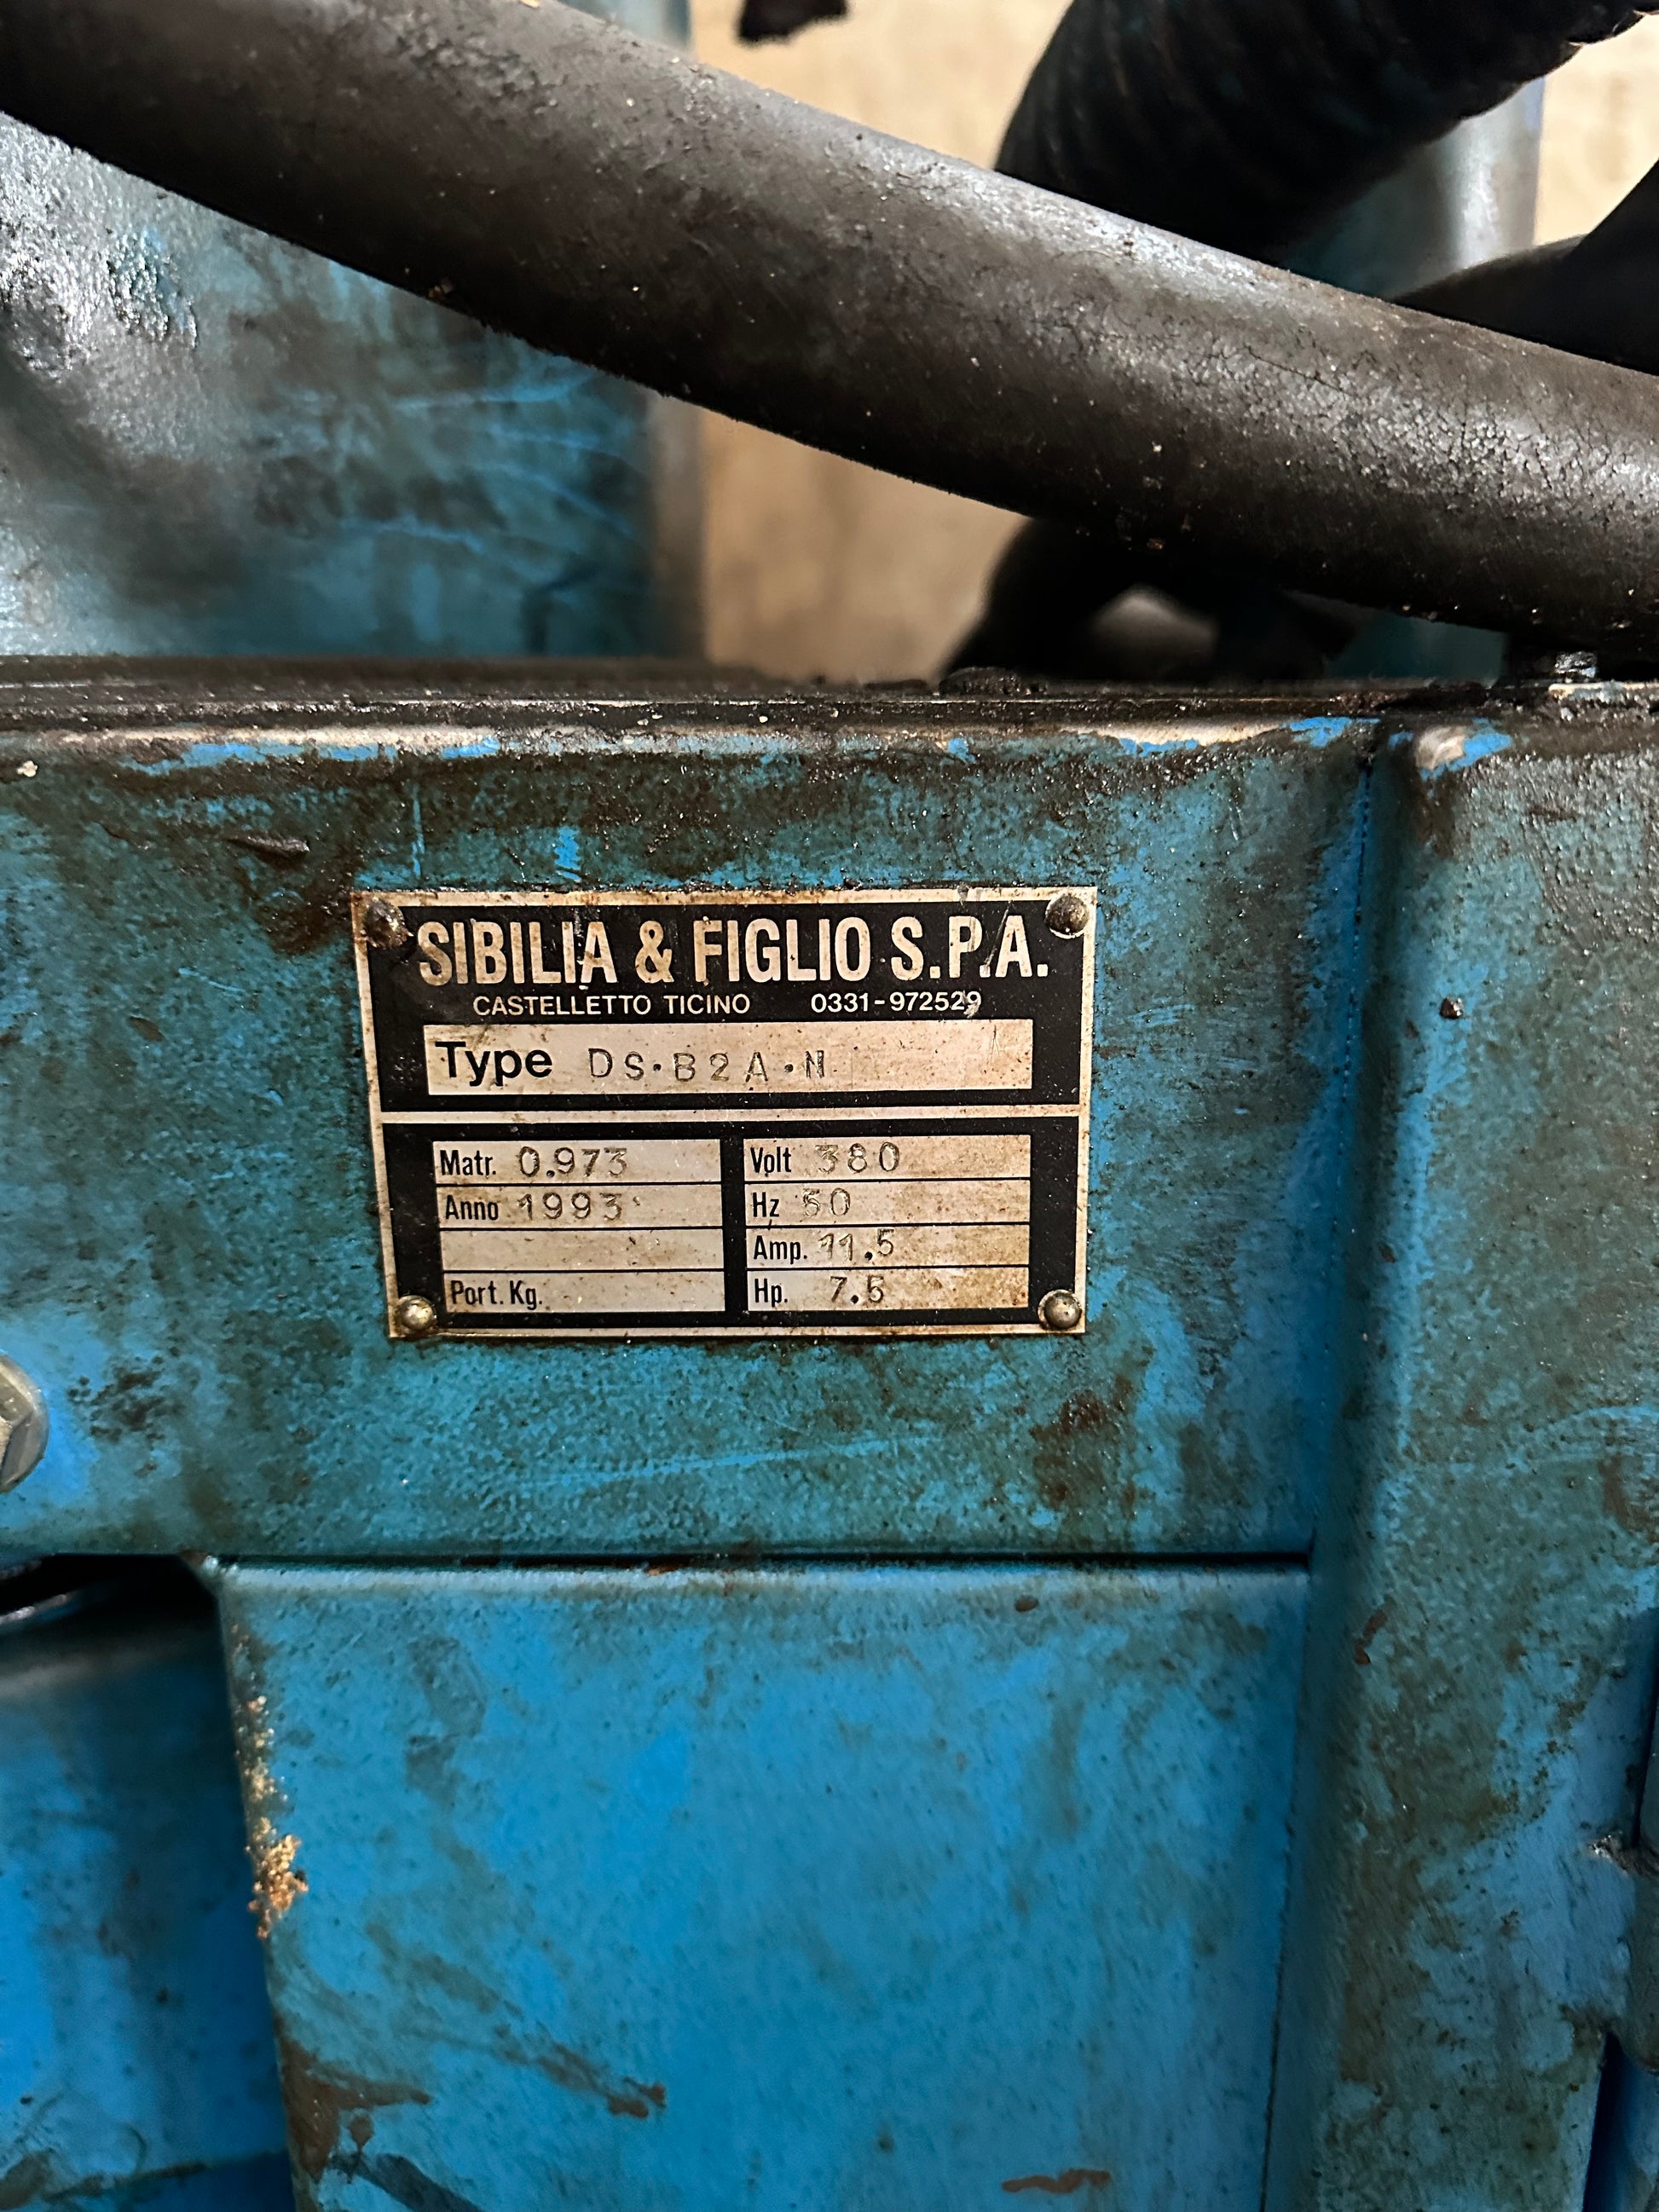 SIBILIA & FIGLIO S.P.A.
CASTELLETTO TICINO 0331-972529
Type DS·B2A·N
Matr. 0.973 Volt 380
Anno 1993 Hz 50
Amp. 11.5
Port. Kg. Hp. 7.5